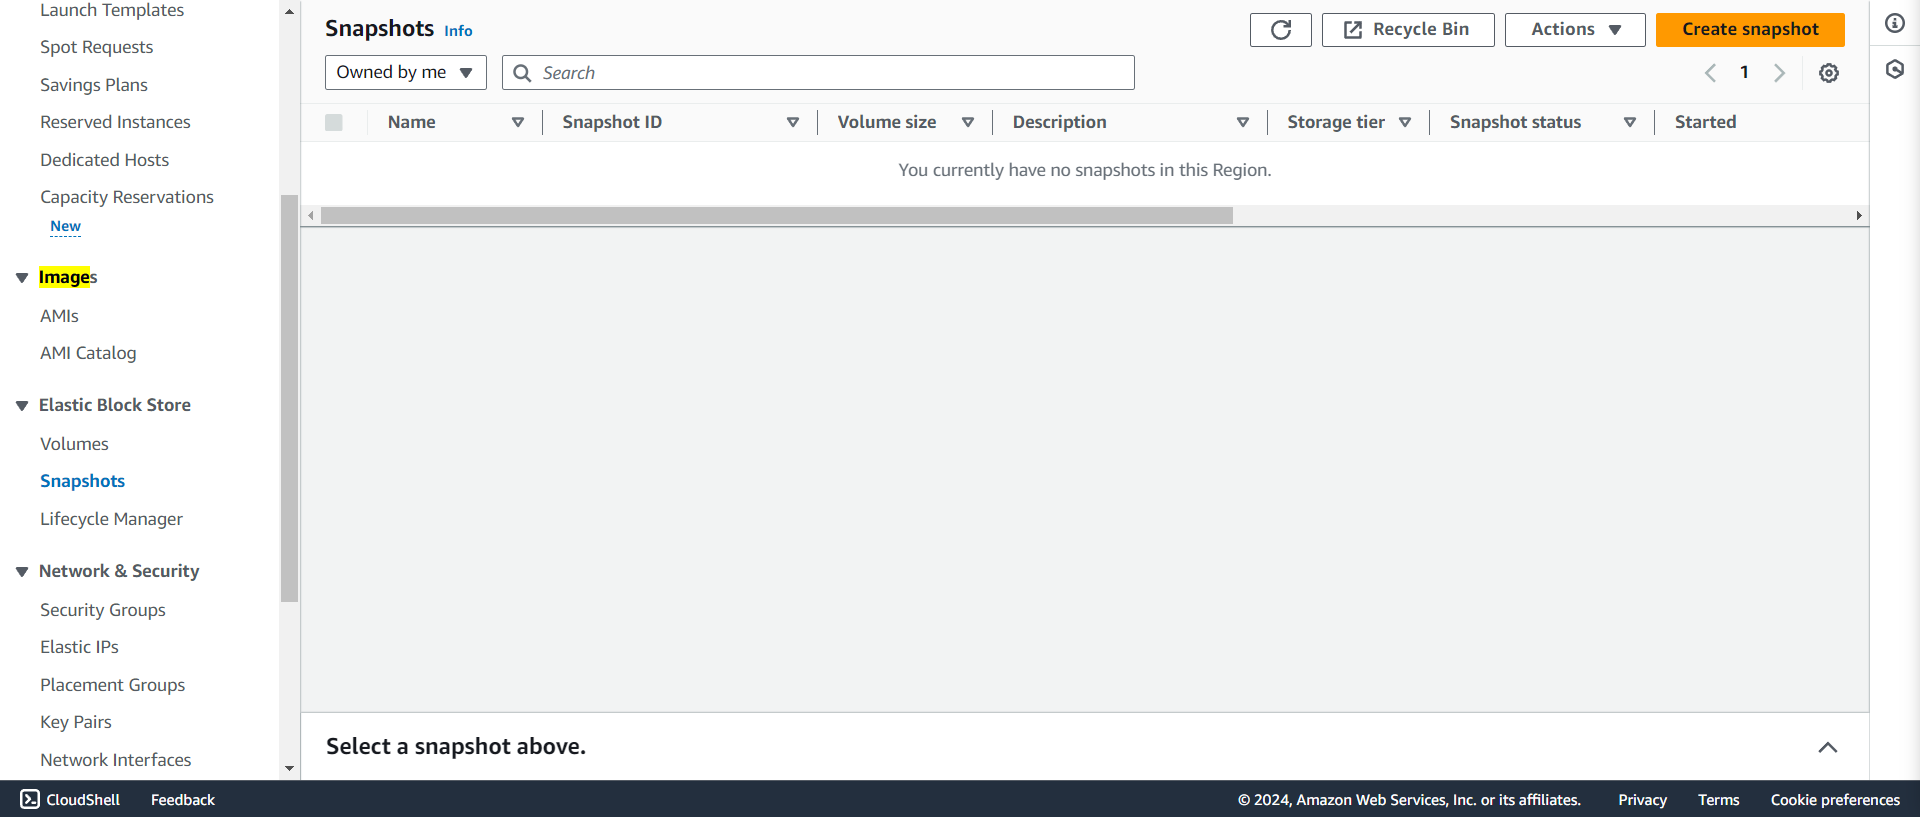 Launch Templates
Spot Requests
Savings Plans
Reserved Instances
Dedicated Hosts
Capacity Reservations
New
Images
AMIs
AMI Catalog
Elastic Block Store
Volumes
Snapshots
Lifecycle Manager
Network & Security
Security Groups
Elastic IPs
Placement Groups
Key Pairs
Network Interfaces
Snapshots Info
Recycle Bin
Actions
Create snapshot
Owned by me
Search
1
Name Snapshot ID Volume size Description Storage tier Snapshot status Started
You currently have no snapshots in this Region.
Select a snapshot above.
CloudShell Feedback © 2024, Amazon Web Services, Inc. or its affiliates. Privacy Terms Cookie preferences